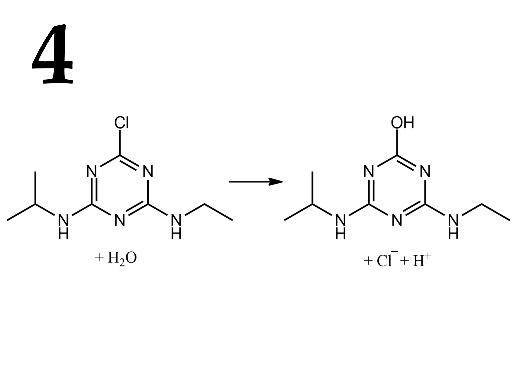 4
Cl OH
N N N N
N H N N H N H N N H
+ H₂O + Cl⁻ + H⁺